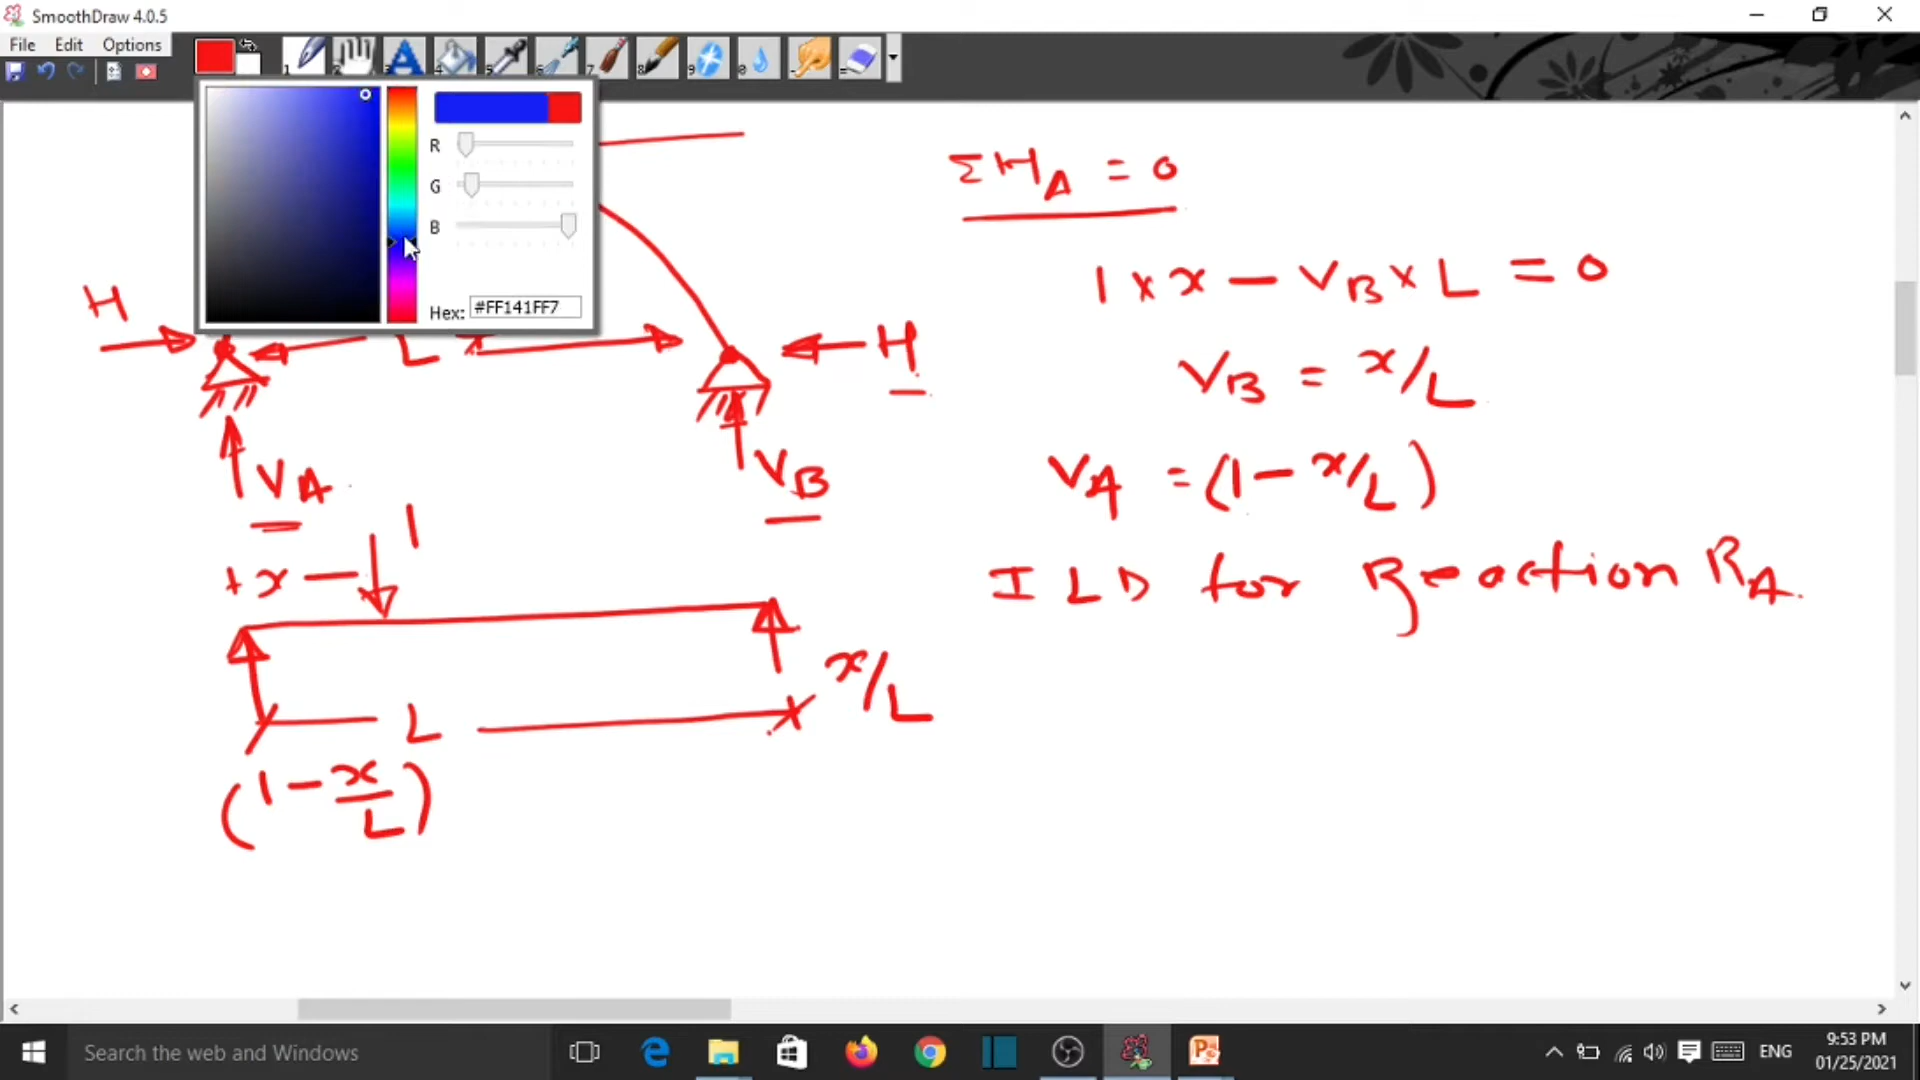 SmoothDraw 4.0.5
File Edit Options
R
G
B
Hex: #FF141FF7
ΣMA = 0
1 × x − VB × L = 0
VB = x/L
VA = (1 − x/L)
ILD for Reaction RA.
H
L
H
VA
VB
x
1
L
x/L
(1 − x/L)
Search the web and Windows
ENG
9:53 PM
01/25/2021